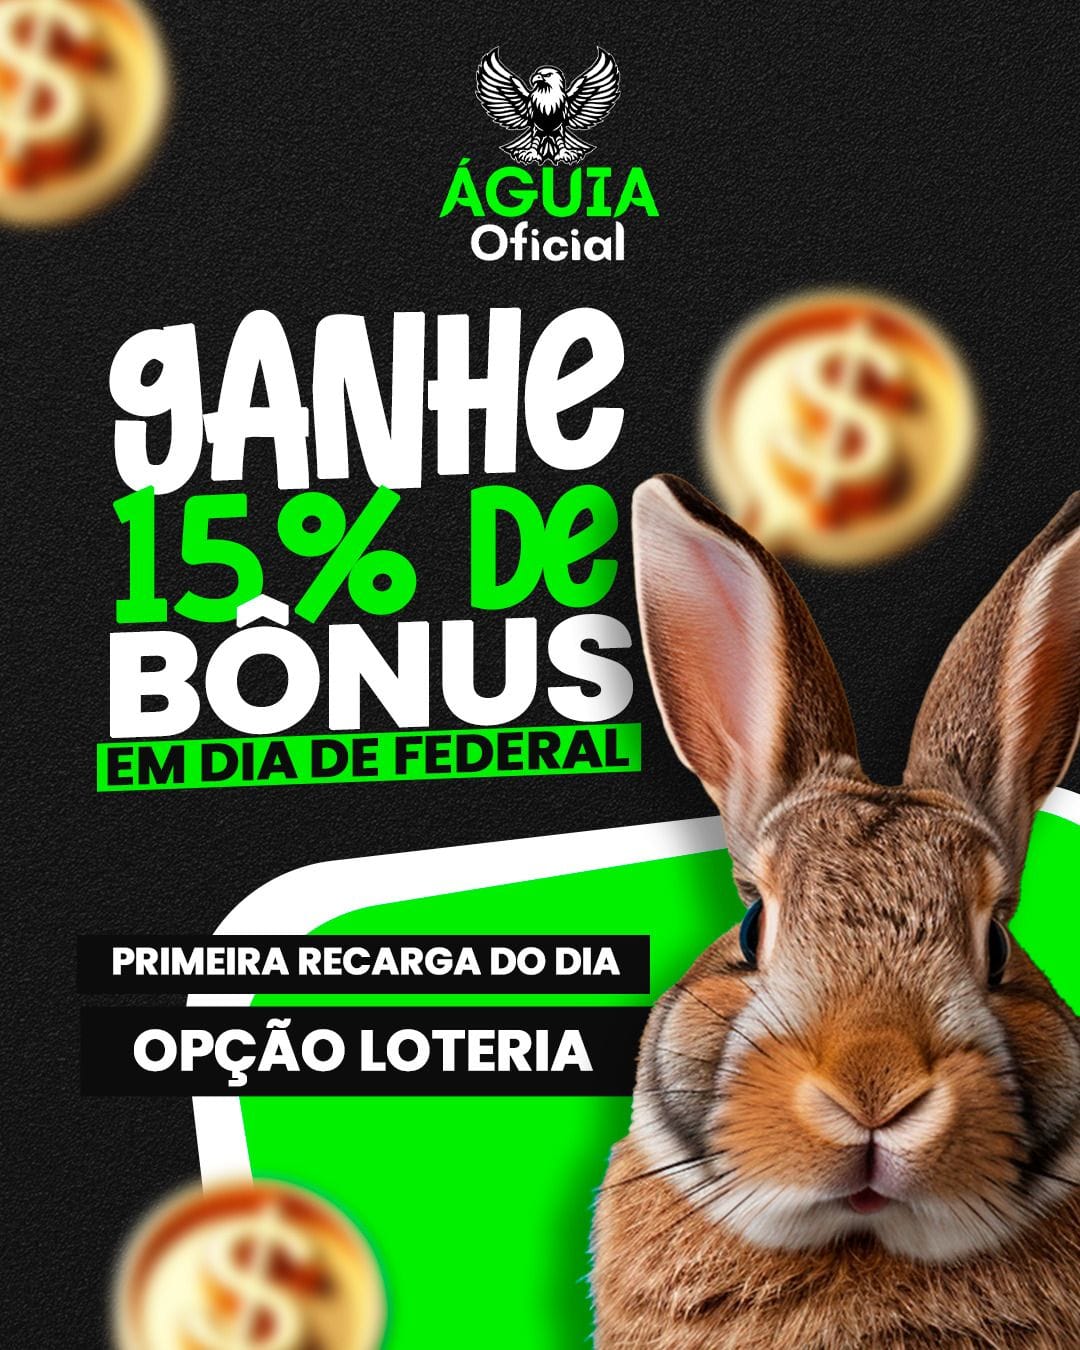 ÁGUIA
Oficial
GANHE
15% DE
BÔNUS
EM DIA DE FEDERAL
PRIMEIRA RECARGA DO DIA
OPÇÃO LOTERIA